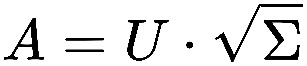 A = U · √Σ